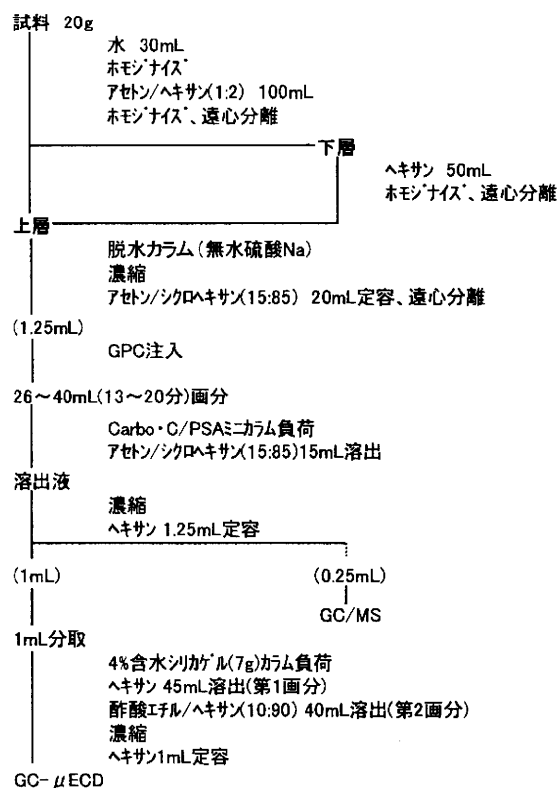 試料 20g
水 30mL
ﾎﾓｼﾞﾅｲｽﾞ
ｱｾﾄﾝ/ﾍｷｻﾝ(1:2) 100mL
ﾎﾓｼﾞﾅｲｽﾞ、遠心分離
下層
ﾍｷｻﾝ 50mL
ﾎﾓｼﾞﾅｲｽﾞ、遠心分離
上層
脱水カラム(無水硫酸Na)
濃縮
ｱｾﾄﾝ/ｼｸﾛﾍｷｻﾝ(15:85) 20mL定容、遠心分離
(1.25mL)
GPC注入
26～40mL(13～20分)画分
Carbo・C/PSAﾐﾆｶﾗﾑ負荷
ｱｾﾄﾝ/ｼｸﾛﾍｷｻﾝ(15:85)15mL溶出
溶出液
濃縮
ﾍｷｻﾝ 1.25mL定容
(1mL) (0.25mL)
GC/MS
1mL分取
4%含水ｼﾘｶｹﾞﾙ(7g)ｶﾗﾑ負荷
ﾍｷｻﾝ 45mL溶出(第1画分)
酢酸ｴﾁﾙ/ﾍｷｻﾝ(10:90) 40mL溶出(第2画分)
濃縮
ﾍｷｻﾝ1mL定容
GC-μECD